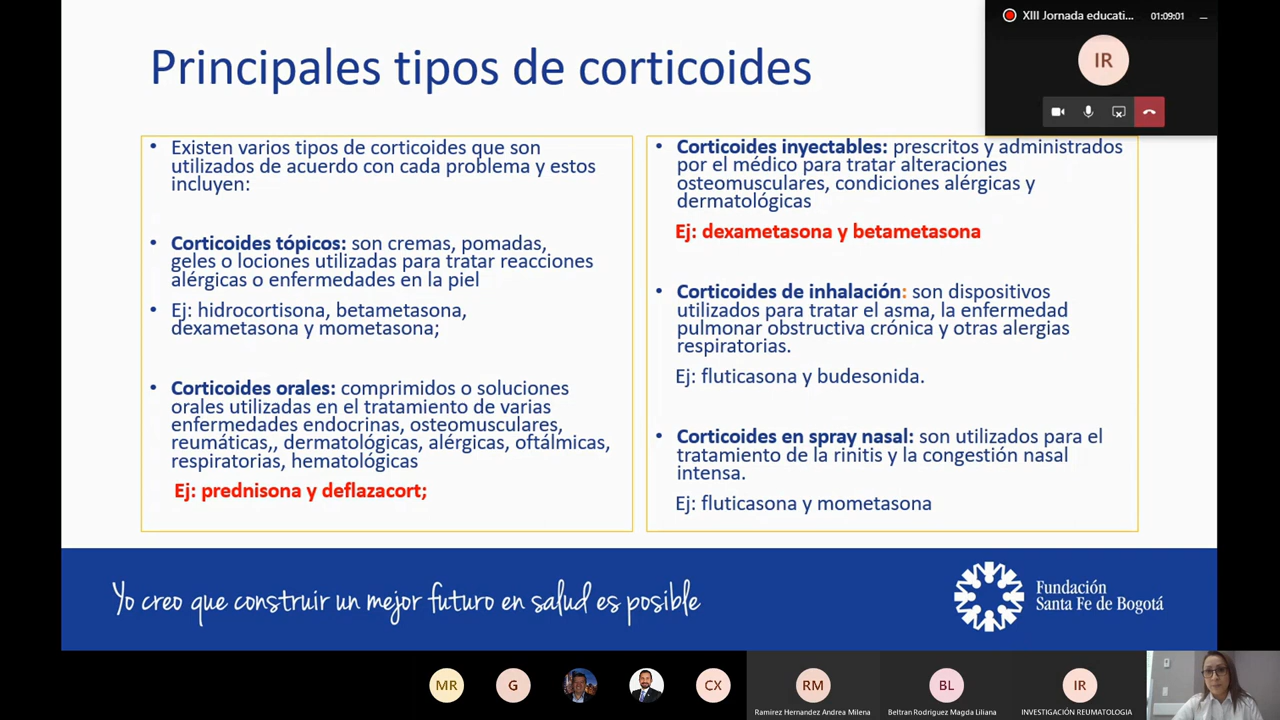 XIII Jornada educati...
01:09:01
IR
Principales tipos de corticoides
• Existen varios tipos de corticoides que son
utilizados de acuerdo con cada problema y estos
incluyen:
• Corticoides tópicos: son cremas, pomadas,
geles o lociones utilizadas para tratar reacciones
alérgicas o enfermedades en la piel
• Ej: hidrocortisona, betametasona,
dexametasona y mometasona;
• Corticoides orales: comprimidos o soluciones
orales utilizadas en el tratamiento de varias
enfermedades endocrinas, osteomusculares,
reumáticas,, dermatológicas, alérgicas, oftálmicas,
respiratorias, hematológicas
Ej: prednisona y deflazacort;
• Corticoides inyectables: prescritos y administrados
por el médico para tratar alteraciones
osteomusculares, condiciones alérgicas y
dermatológicas
Ej: dexametasona y betametasona
• Corticoides de inhalación: son dispositivos
utilizados para tratar el asma, la enfermedad
pulmonar obstructiva crónica y otras alergias
respiratorias.
Ej: fluticasona y budesonida.
• Corticoides en spray nasal: son utilizados para el
tratamiento de la rinitis y la congestión nasal
intensa.
Ej: fluticasona y mometasona
Yo creo que construir un mejor futuro en salud es posible
Fundación
Santa Fe de Bogotá
MR
G
CX
RM
BL
IR
Ramirez Hernandez Andrea Milena
Beltran Rodriguez Magda Liliana
INVESTIGACIÓN REUMATOLOGIA